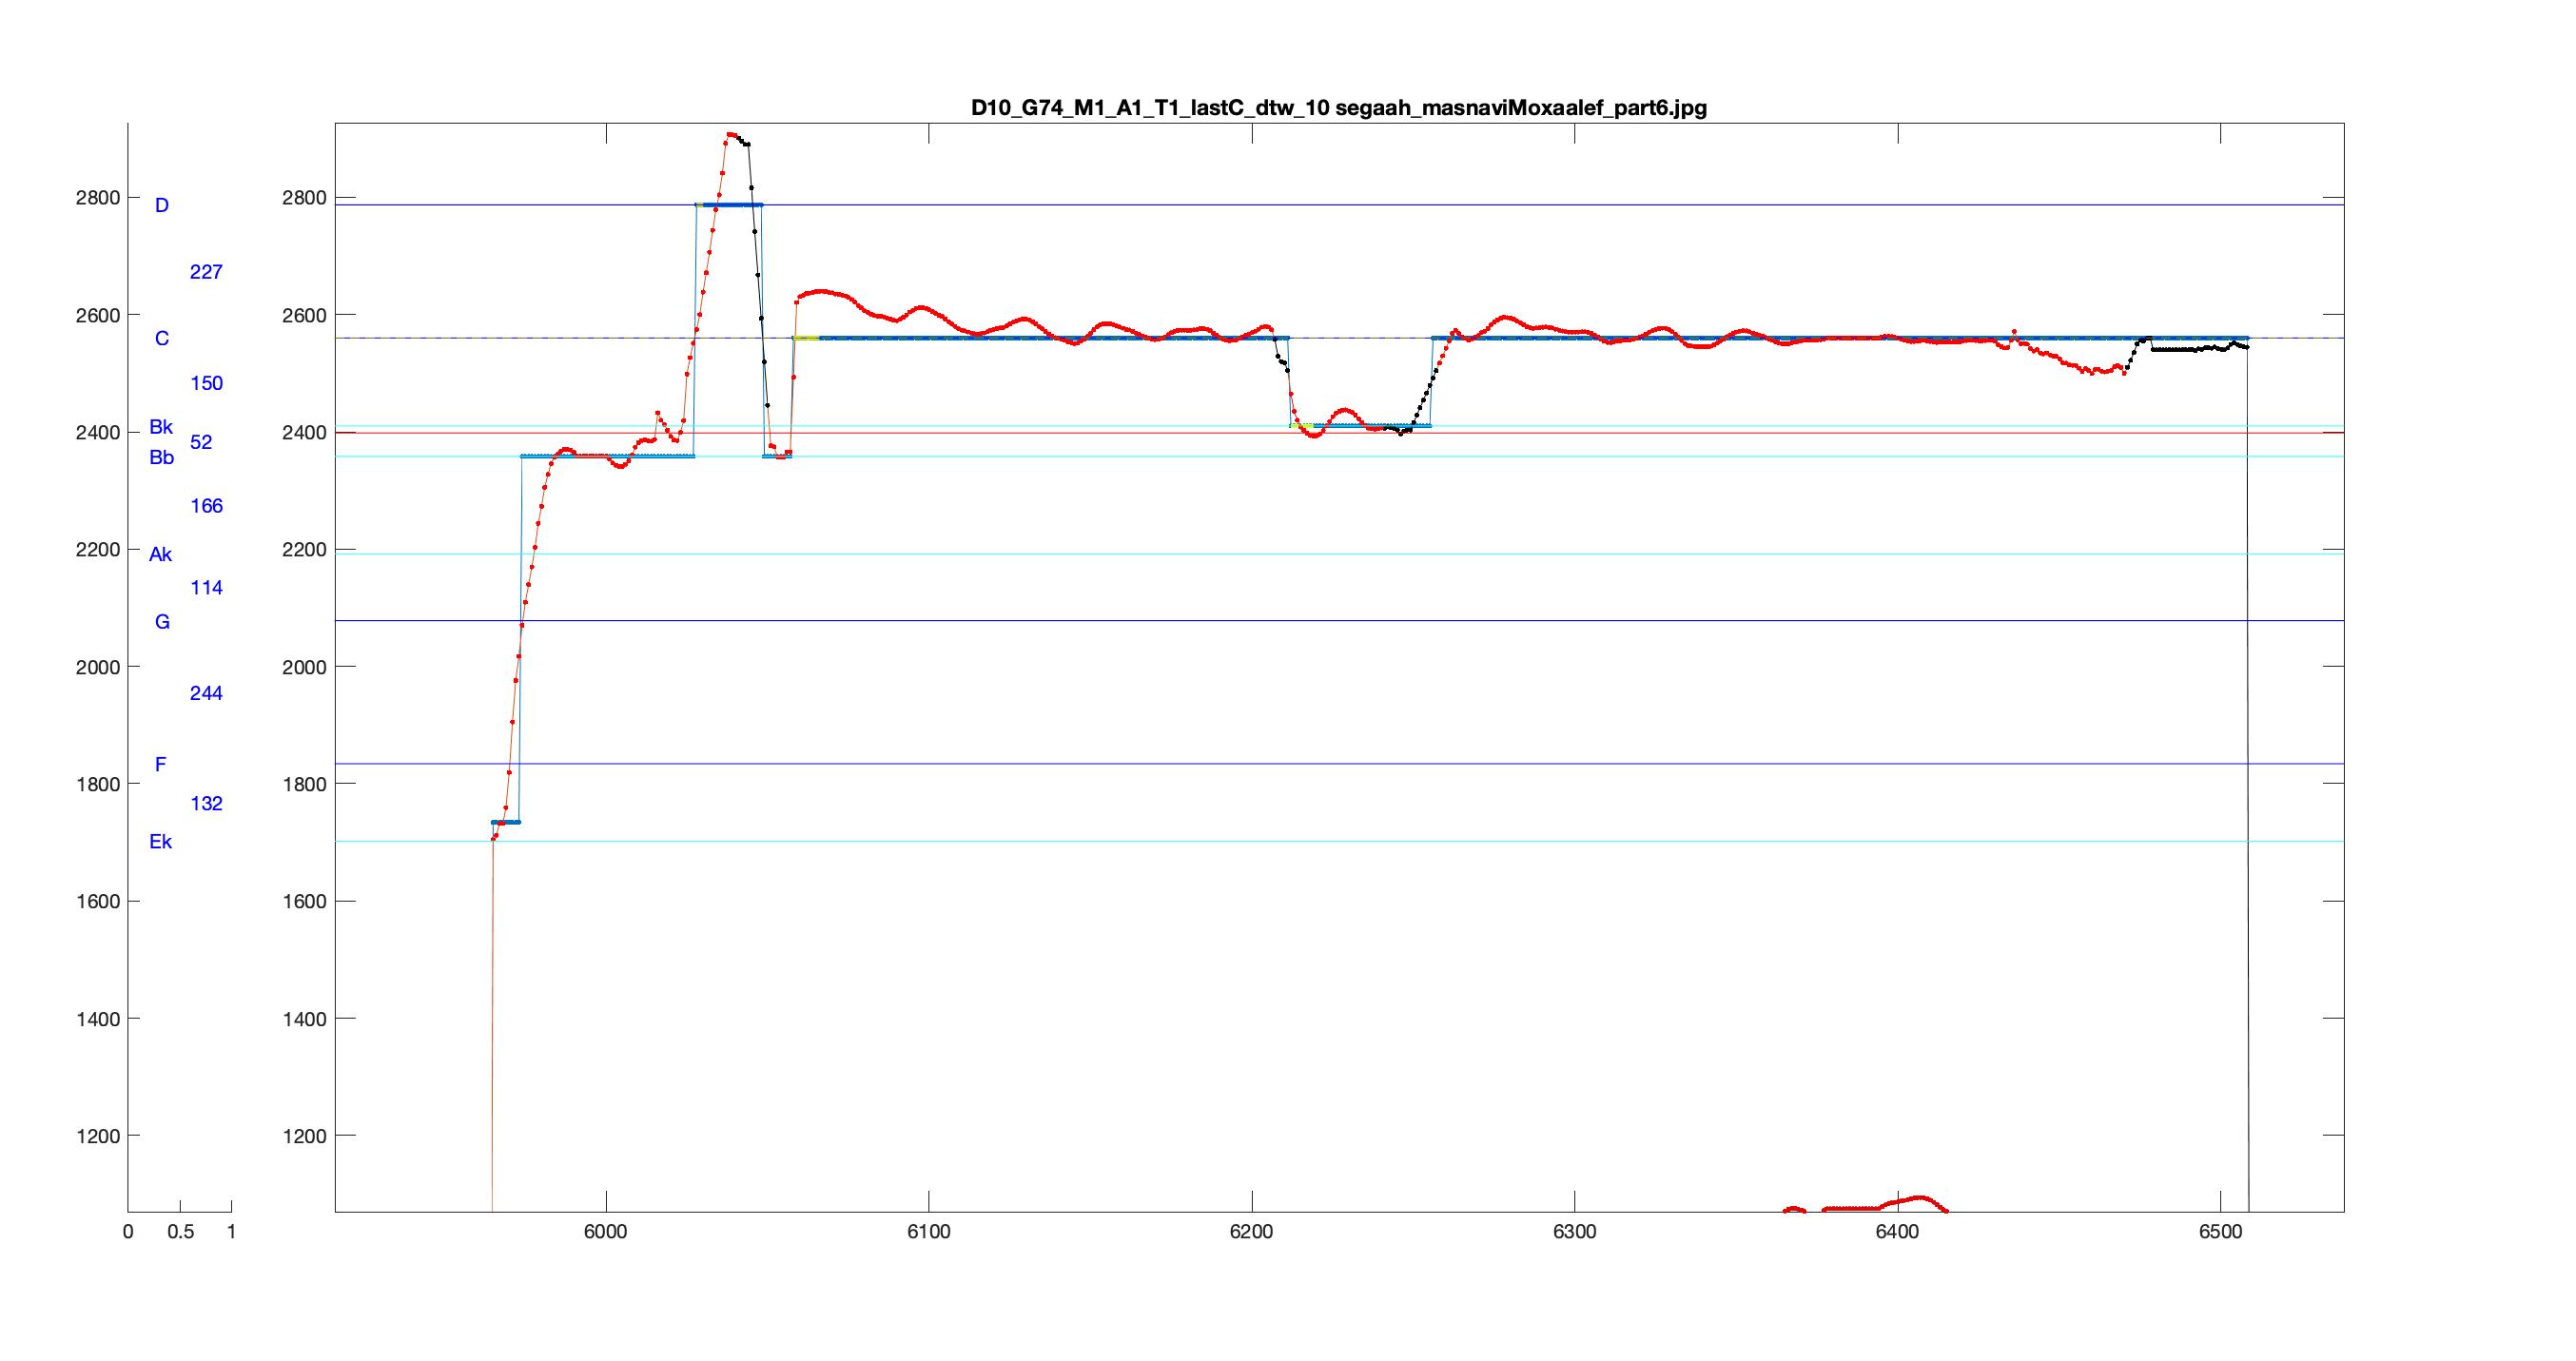 D10_G74_M1_A1_T1_lastC_dtw_10 segaah_masnaviMoxaalef_part6.jpg
2800 D 2800
227
2600 2600
C
150
2400 Bk 2400
52
Bb
166
2200 Ak 2200
114
G
2000 2000
244
F
1800 1800
132
Ek
1600 1600
1400 1400
1200 1200
0 0.5 1 6000 6100 6200 6300 6400 6500